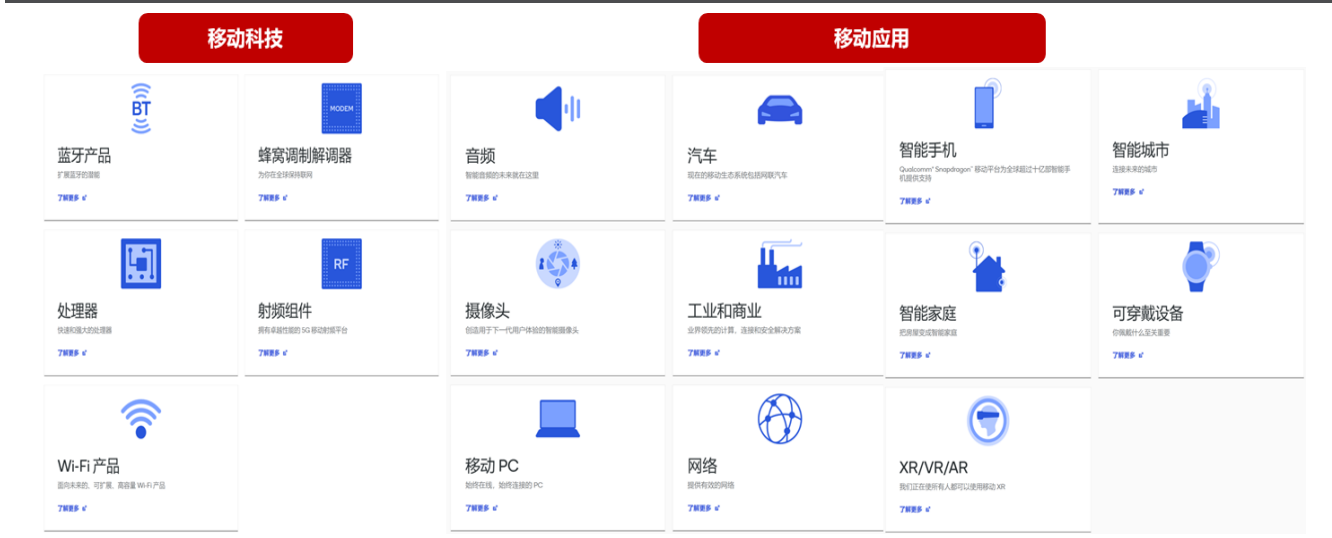 移动科技
移动应用
BT
蓝牙产品
扩展蓝牙的潜能
了解更多
MODEM
蜂窝调制解调器
为你在全球保持联网
了解更多
音频
智能音频的未来就在这里
了解更多
汽车
现在的移动生态系统包括网联汽车
了解更多
智能手机
Qualcomm® Snapdragon™ 移动平台为全球超过十亿部智能手
机提供支持
了解更多
智能城市
连接未来的城市
了解更多
处理器
快速和强大的处理器
了解更多
RF
射频组件
拥有卓越性能的 5G 移动射频平台
了解更多
摄像头
创造用于下一代用户体验的智能摄像头
了解更多
工业和商业
业界领先的计算、连接和安全解决方案
了解更多
智能家庭
把房屋变成智能家庭
了解更多
可穿戴设备
你佩戴什么至关重要
了解更多
Wi-Fi 产品
面向未来的、可扩展、高容量 Wi-Fi 产品
了解更多
移动 PC
始终在线、始终连接的 PC
了解更多
网络
提供有效的网络
了解更多
XR/VR/AR
我们正在使所有人都可以使用移动 XR
了解更多